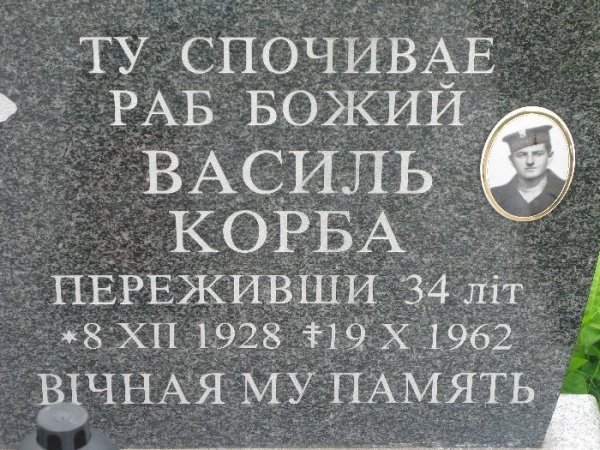 ТУ СПОЧИВАЕ
РАБ БОЖИЙ
ВАСИЛЬ
КОРБА
ПЕРЕЖИВШИ 34 літ
*8 XII 1928 ‡19 X 1962
ВІЧНАЯ МУ ПАМЯТЬ